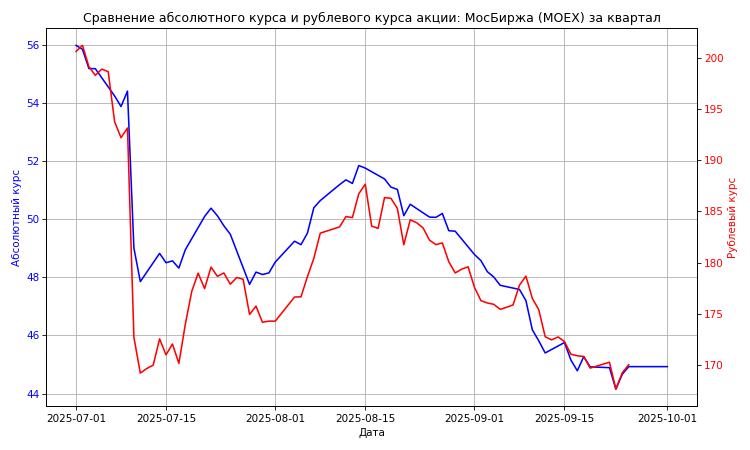 Сравнение абсолютного курса и рублевого курса акции: МосБиржа (MOEX) за квартал
Абсолютный курс
56
54
52
50
48
46
44
200
195
190
185
180
175
170
Рублевый курс
2025-07-01 2025-07-15 2025-08-01 2025-08-15 2025-09-01 2025-09-15 2025-10-01
Дата